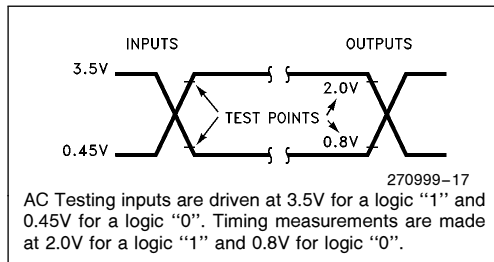 INPUTS OUTPUTS
3.5V
2.0V
TEST POINTS
0.8V
0.45V
270999–17
AC Testing inputs are driven at 3.5V for a logic ‘‘1’’ and
0.45V for a logic ‘‘0’’. Timing measurements are made
at 2.0V for a logic ‘‘1’’ and 0.8V for logic ‘‘0’’.